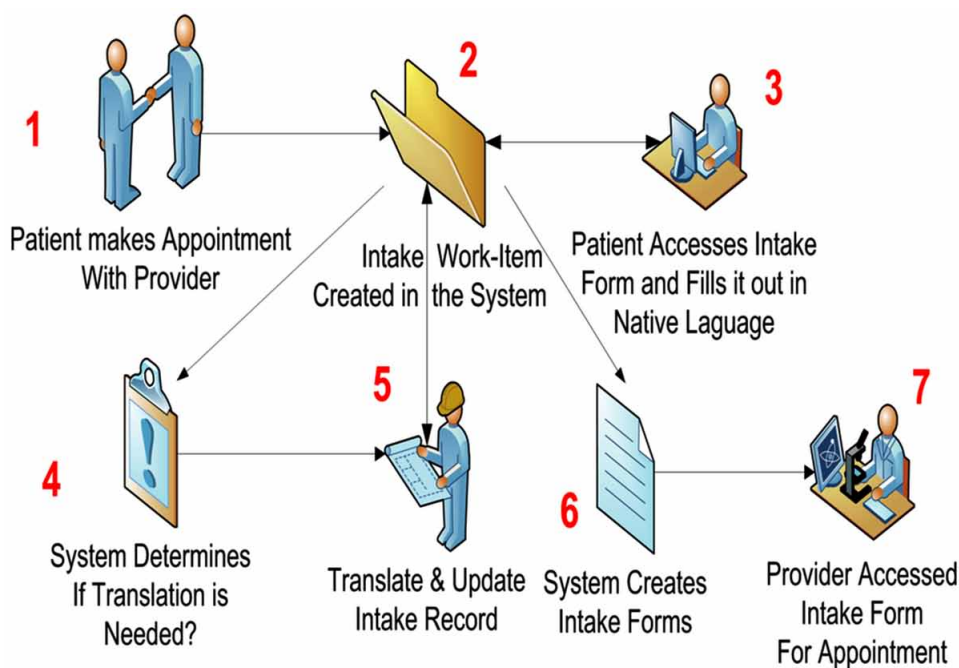 1
Patient makes Appointment
With Provider
2
Intake Work-Item
Created in the System
3
Patient Accesses Intake
Form and Fills it out in
Native Laguage
4
System Determines
If Translation is
Needed?
5
Translate & Update
Intake Record
6
System Creates
Intake Forms
7
Provider Accessed
Intake Form
For Appointment